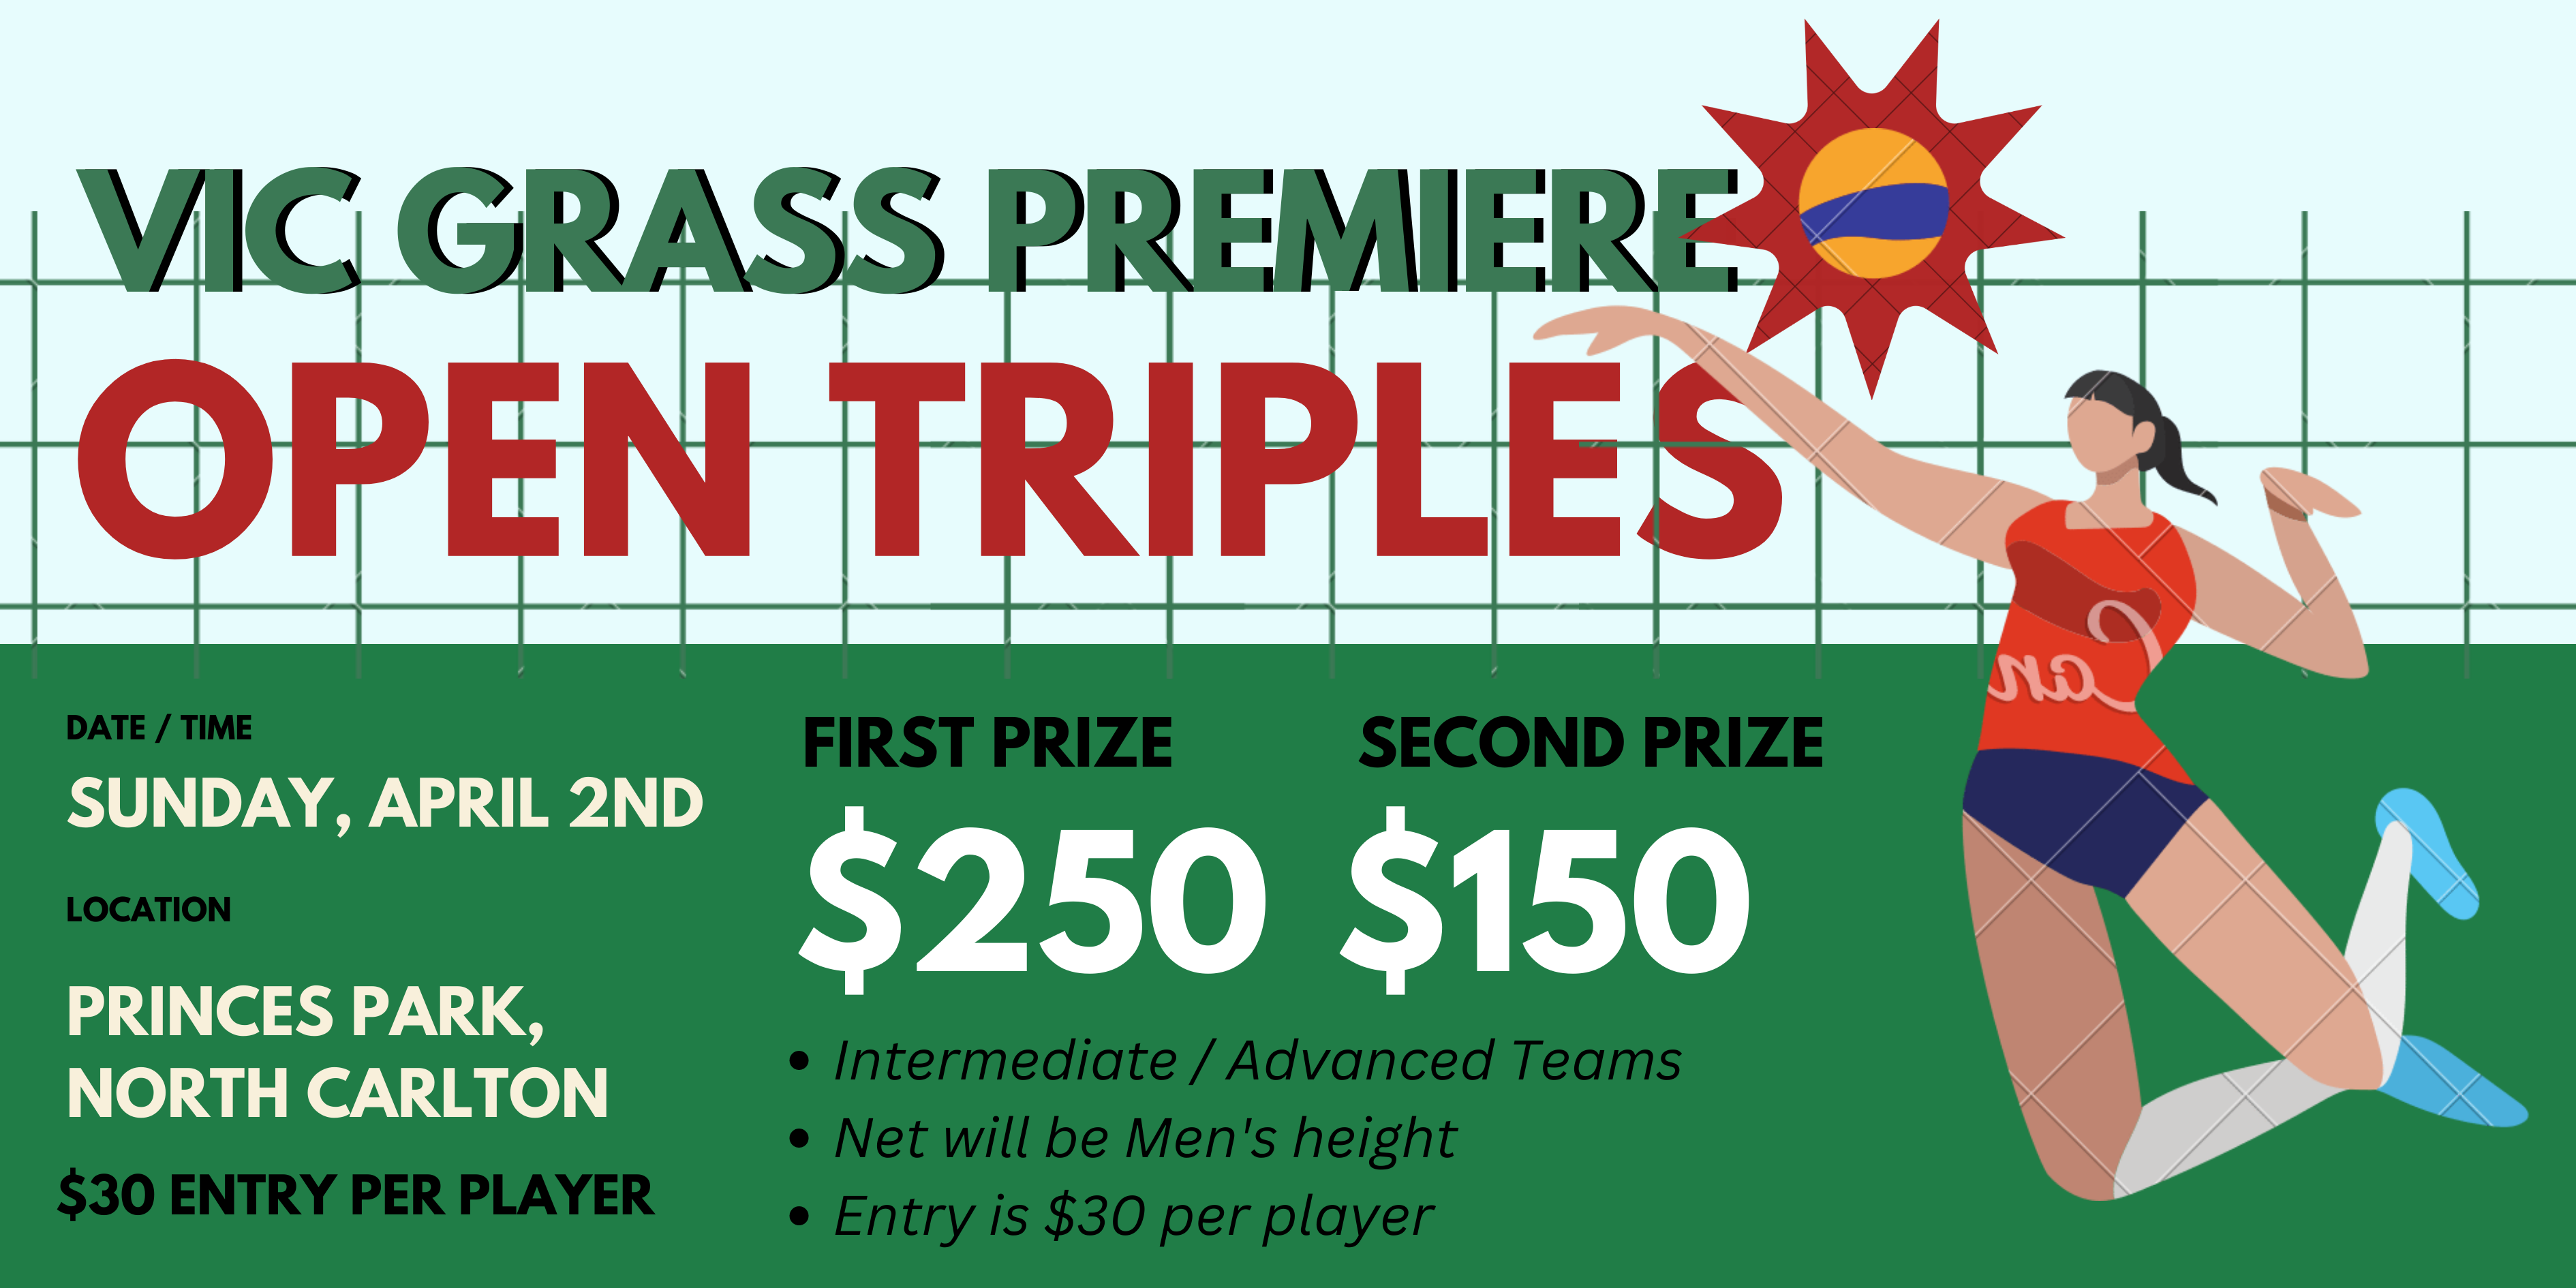 VIC GRASS PREMIERE
OPEN TRIPLES
DATE / TIME
SUNDAY, APRIL 2ND
LOCATION
PRINCES PARK,
NORTH CARLTON
$30 ENTRY PER PLAYER
FIRST PRIZE
$250
SECOND PRIZE
$150
• Intermediate / Advanced Teams
• Net will be Men's height
• Entry is $30 per player
Can